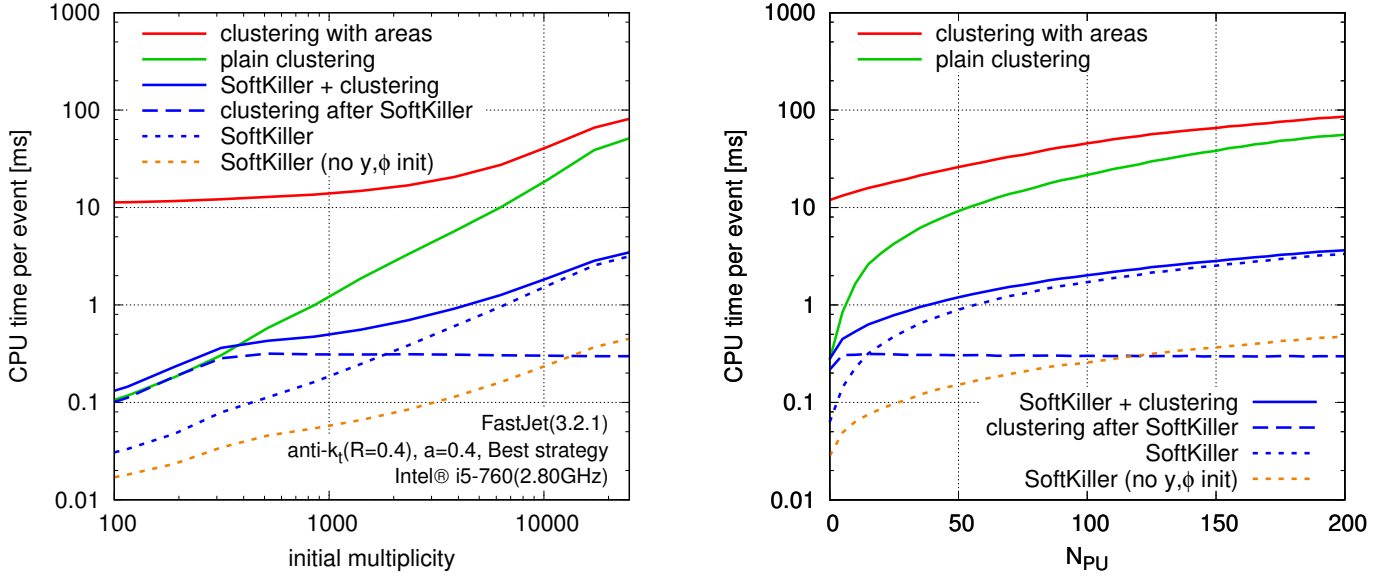 CPU time per event [ms]
1000
100
10
1
0.1
0.01
clustering with areas
plain clustering
SoftKiller + clustering
clustering after SoftKiller
SoftKiller
SoftKiller (no y,ϕ init)
FastJet(3.2.1)
anti-kt(R=0.4), a=0.4, Best strategy
Intel® i5-760(2.80GHz)
100
1000
10000
initial multiplicity
CPU time per event [ms]
1000
100
10
1
0.1
0.01
clustering with areas
plain clustering
SoftKiller + clustering
clustering after SoftKiller
SoftKiller
SoftKiller (no y,ϕ init)
0
50
100
150
200
NPU